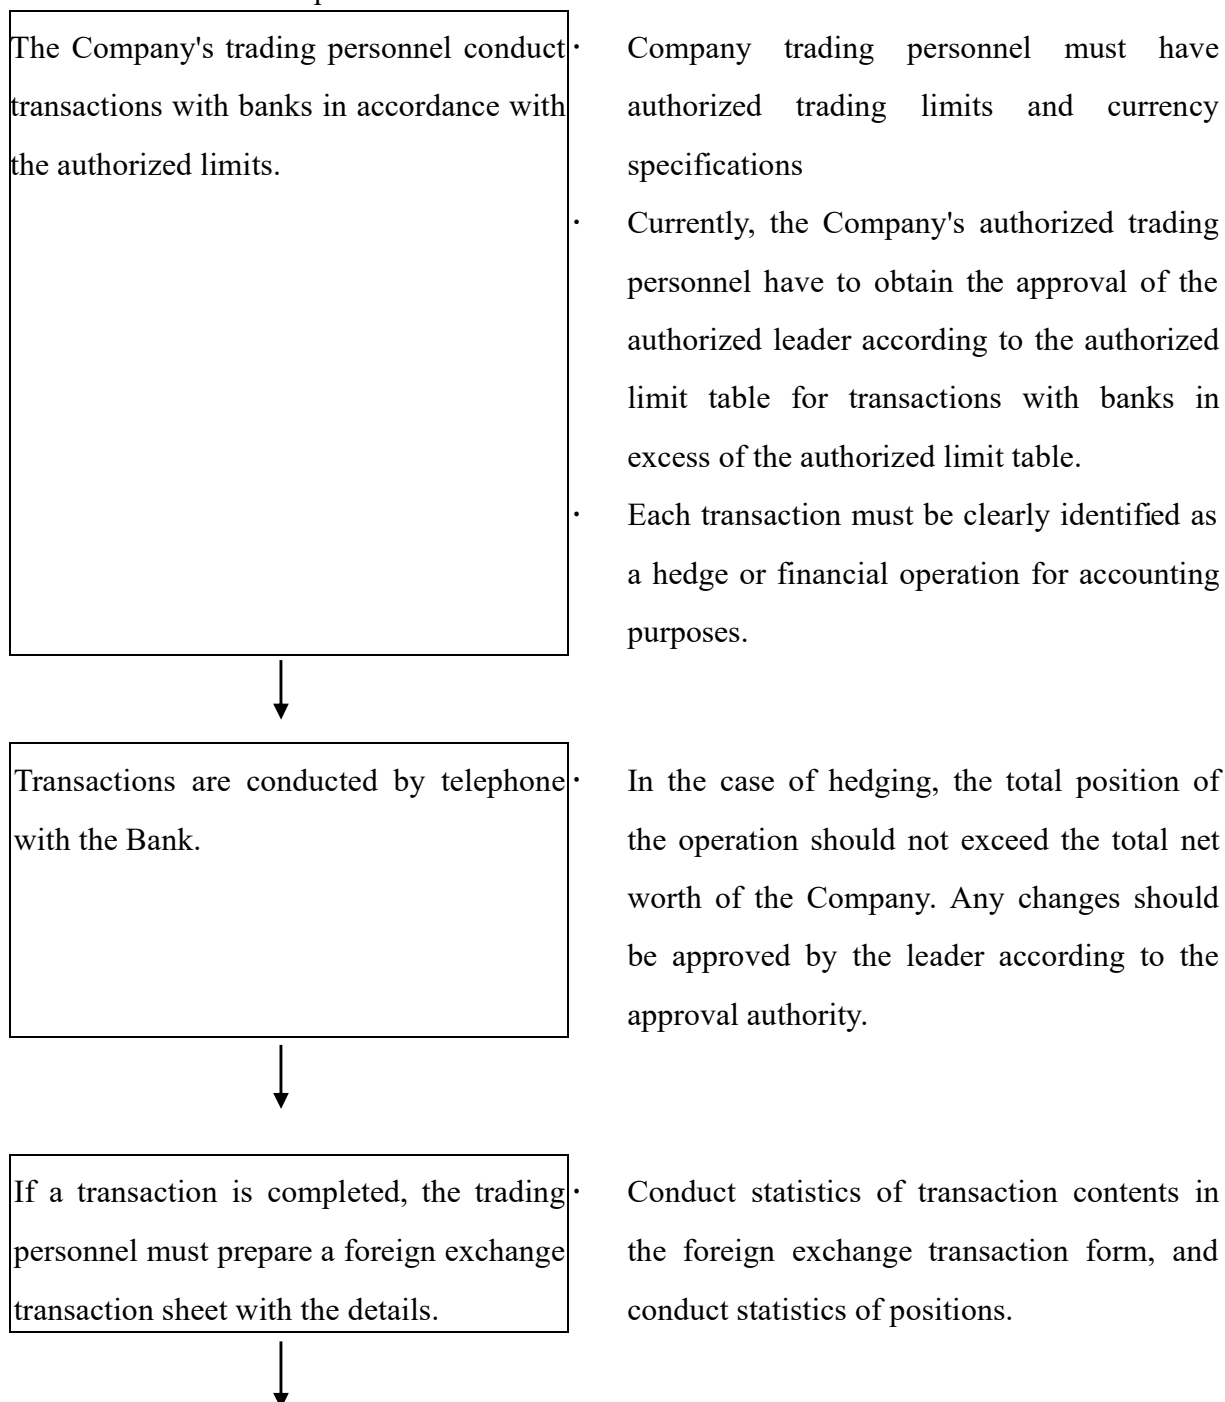 The Company's trading personnel conduct
transactions with banks in accordance with
the authorized limits.
· Company trading personnel must have
authorized trading limits and currency
specifications
· Currently, the Company's authorized trading
personnel have to obtain the approval of the
authorized leader according to the authorized
limit table for transactions with banks in
excess of the authorized limit table.
· Each transaction must be clearly identified as
a hedge or financial operation for accounting
purposes.
Transactions are conducted by telephone
with the Bank.
· In the case of hedging, the total position of
the operation should not exceed the total net
worth of the Company. Any changes should
be approved by the leader according to the
approval authority.
If a transaction is completed, the trading
personnel must prepare a foreign exchange
transaction sheet with the details.
· Conduct statistics of transaction contents in
the foreign exchange transaction form, and
conduct statistics of positions.